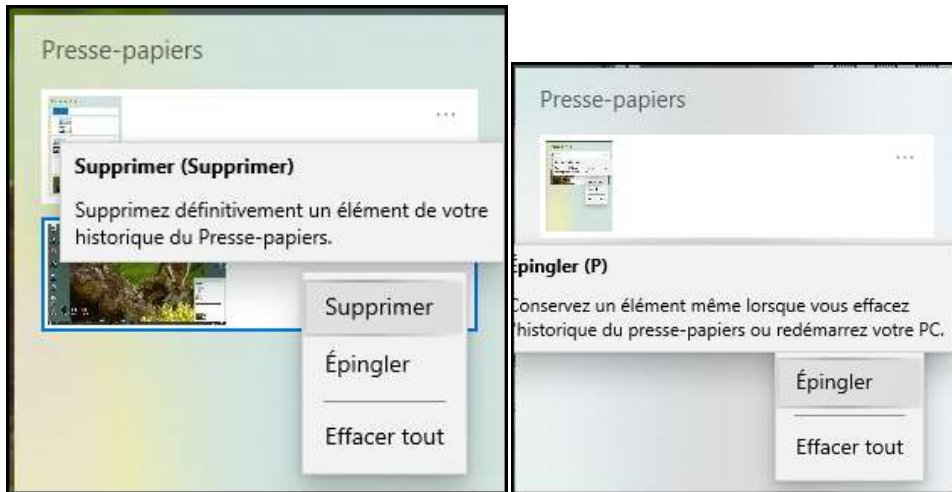 Presse-papiers
Supprimer (Supprimer)
Supprimez définitivement un élément de votre
historique du Presse-papiers.
Supprimer
Épingler
Effacer tout
Presse-papiers
Épingler (P)
Conservez un élément même lorsque vous effacez
l'historique du presse-papiers ou redémarrez votre PC.
Épingler
Effacer tout